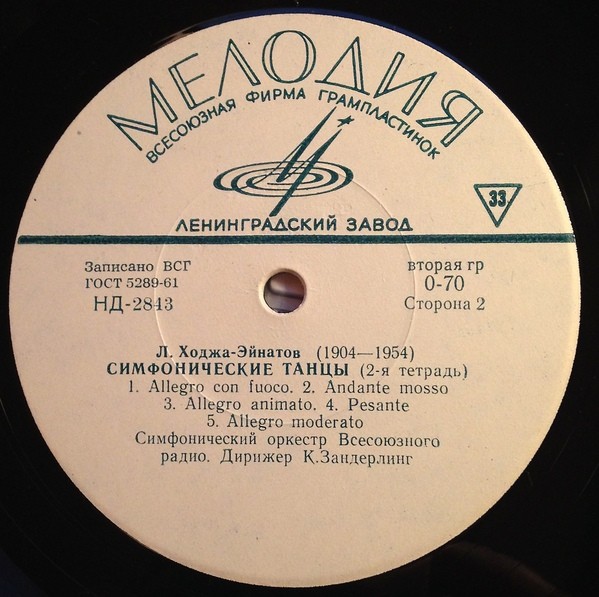 МЕЛОДИЯ
ВСЕСОЮЗНАЯ ФИРМА ГРАМПЛАСТИНОК
ЛЕНИНГРАДСКИЙ ЗАВОД
33
Записано ВСГ
ГОСТ 5289-61
НД-2843
вторая гр
0-70
Сторона 2
Л. Ходжа-Эйнатов (1904—1954)
СИМФОНИЧЕСКИЕ ТАНЦЫ (2-я тетрадь)
1. Allegro con fuoco. 2. Andante mosso
3. Allegro animato. 4. Pesante
5. Allegro moderato
Симфонический оркестр Всесоюзного
радио. Дирижер К.Зандерлинг